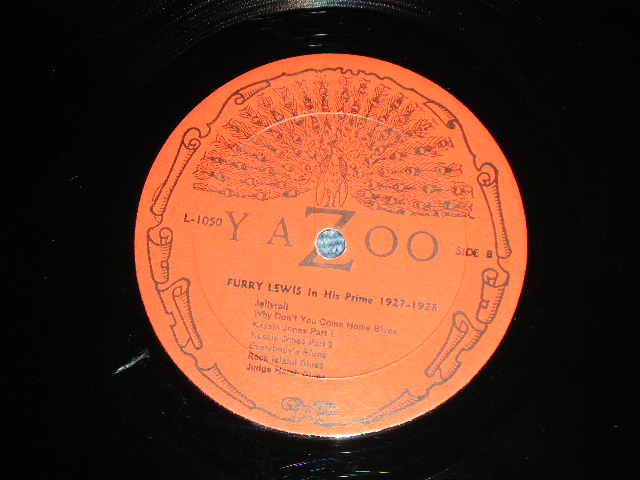 L-1050 YAZOO SIDE B
FURRY LEWIS In His Prime 1927-1928
Jellyroll
Why Don't You Come Home Blues
Kassie Jones Part 1
Kassie Jones Part 2
Everybody's Blues
Rock Island Blues
Judge Harsh Blues